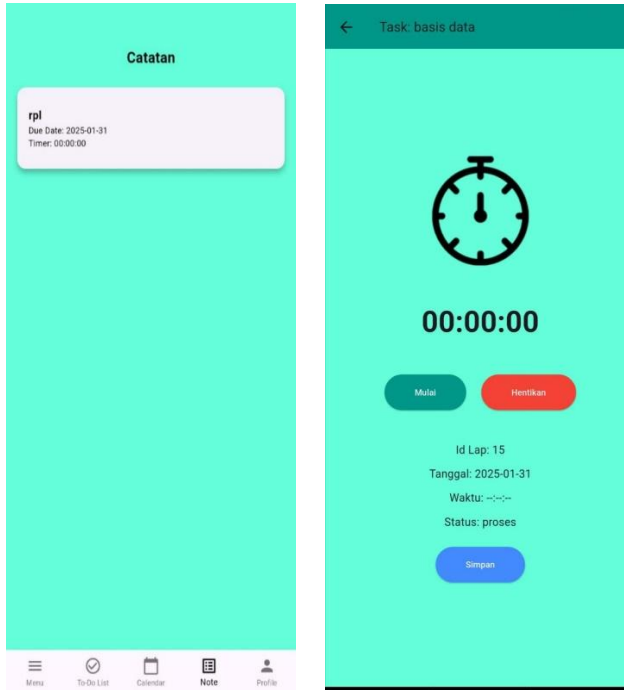 Catatan
rpl
Due Date: 2025-01-31
Timer: 00:00:00
Menu
To-Do List
Calendar
Note
Profile
Task: basis data
00:00:00
Mulai
Hentikan
Id Lap: 15
Tanggal: 2025-01-31
Waktu: --:--:--
Status: proses
Simpan